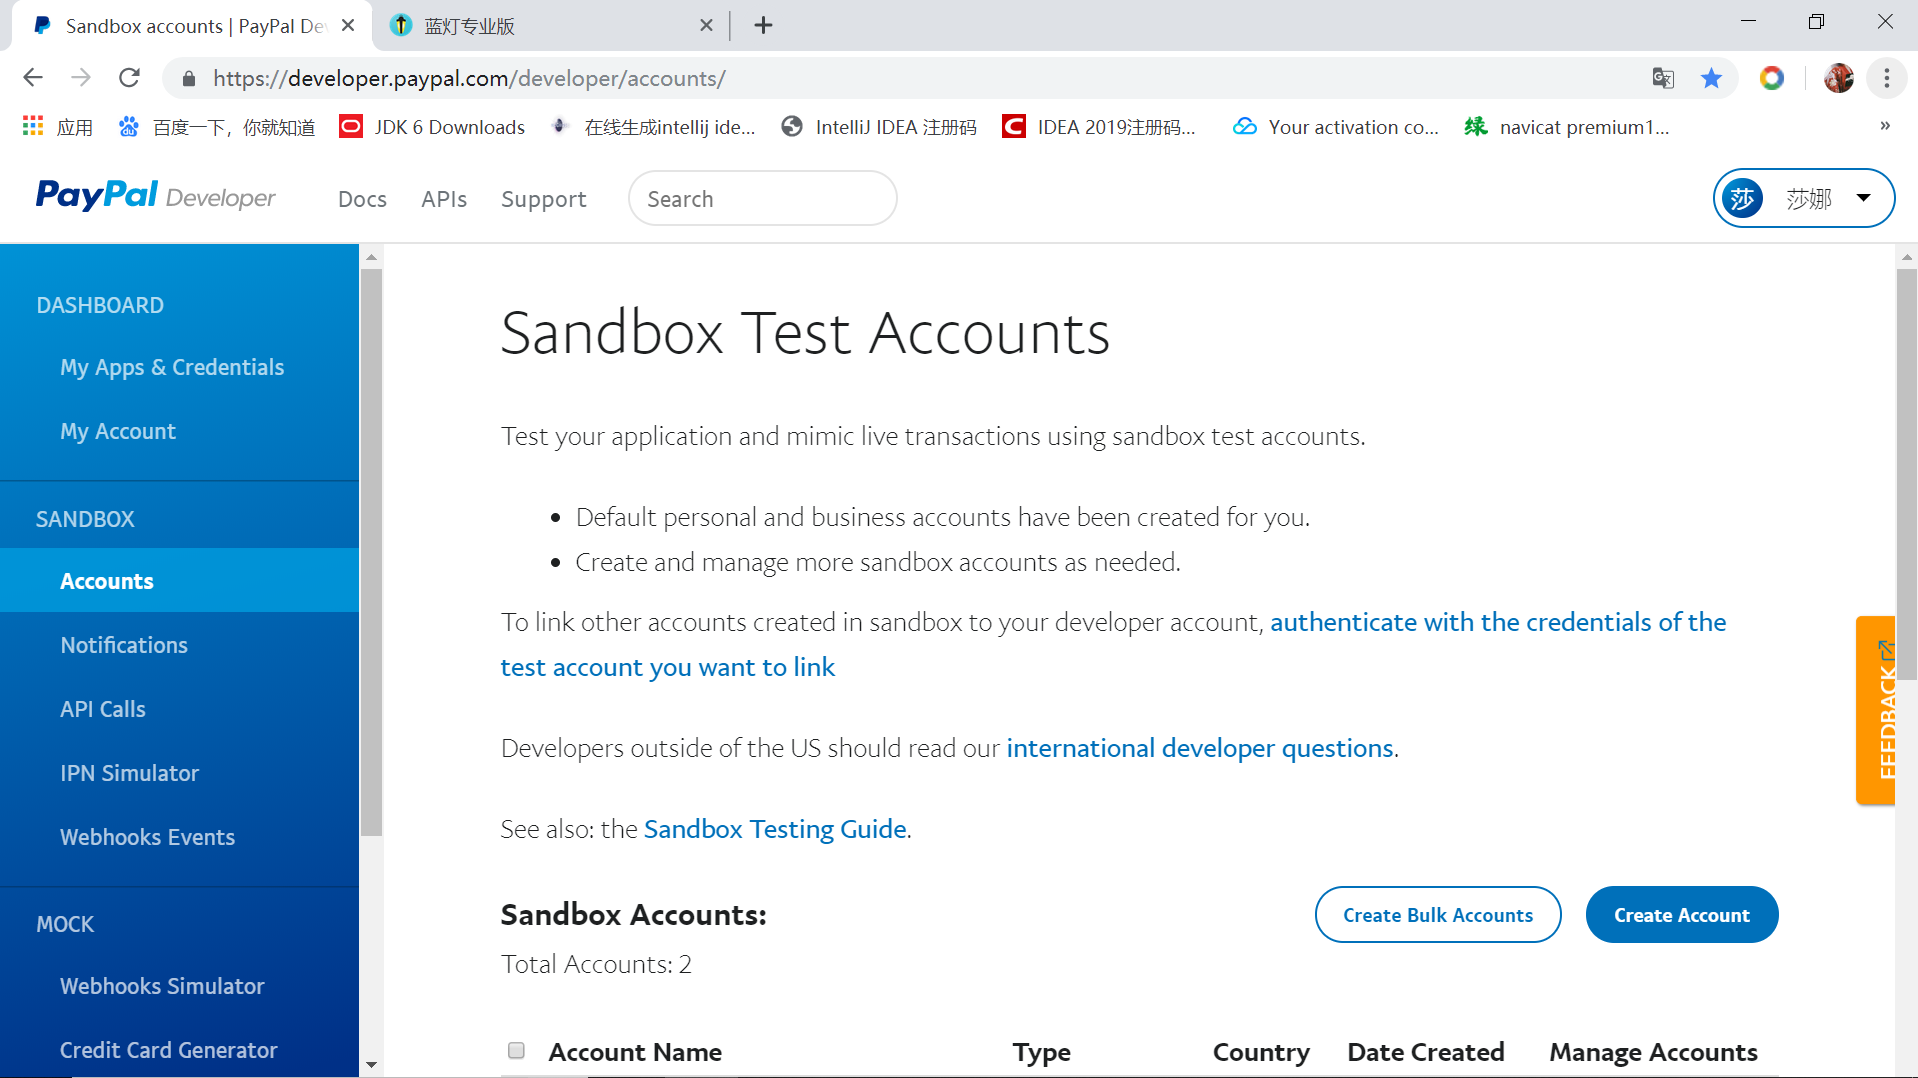 Sandbox accounts | PayPal De
蓝灯专业版
https://developer.paypal.com/developer/accounts/
应用
百度一下，你就知道
JDK 6 Downloads
在线生成intellij ide...
IntelliJ IDEA 注册码
IDEA 2019注册码...
Your activation co...
navicat premium1...
PayPal Developer
Docs
APIs
Support
Search
莎 莎娜
DASHBOARD
My Apps & Credentials
My Account
SANDBOX
Accounts
Notifications
API Calls
IPN Simulator
Webhooks Events
MOCK
Webhooks Simulator
Credit Card Generator
Sandbox Test Accounts
Test your application and mimic live transactions using sandbox test accounts.
• Default personal and business accounts have been created for you.
• Create and manage more sandbox accounts as needed.
To link other accounts created in sandbox to your developer account, authenticate with the credentials of the
test account you want to link
Developers outside of the US should read our international developer questions.
See also: the Sandbox Testing Guide.
Sandbox Accounts:
Create Bulk Accounts
Create Account
Total Accounts: 2
Account Name
Type
Country
Date Created
Manage Accounts
FEEDBACK